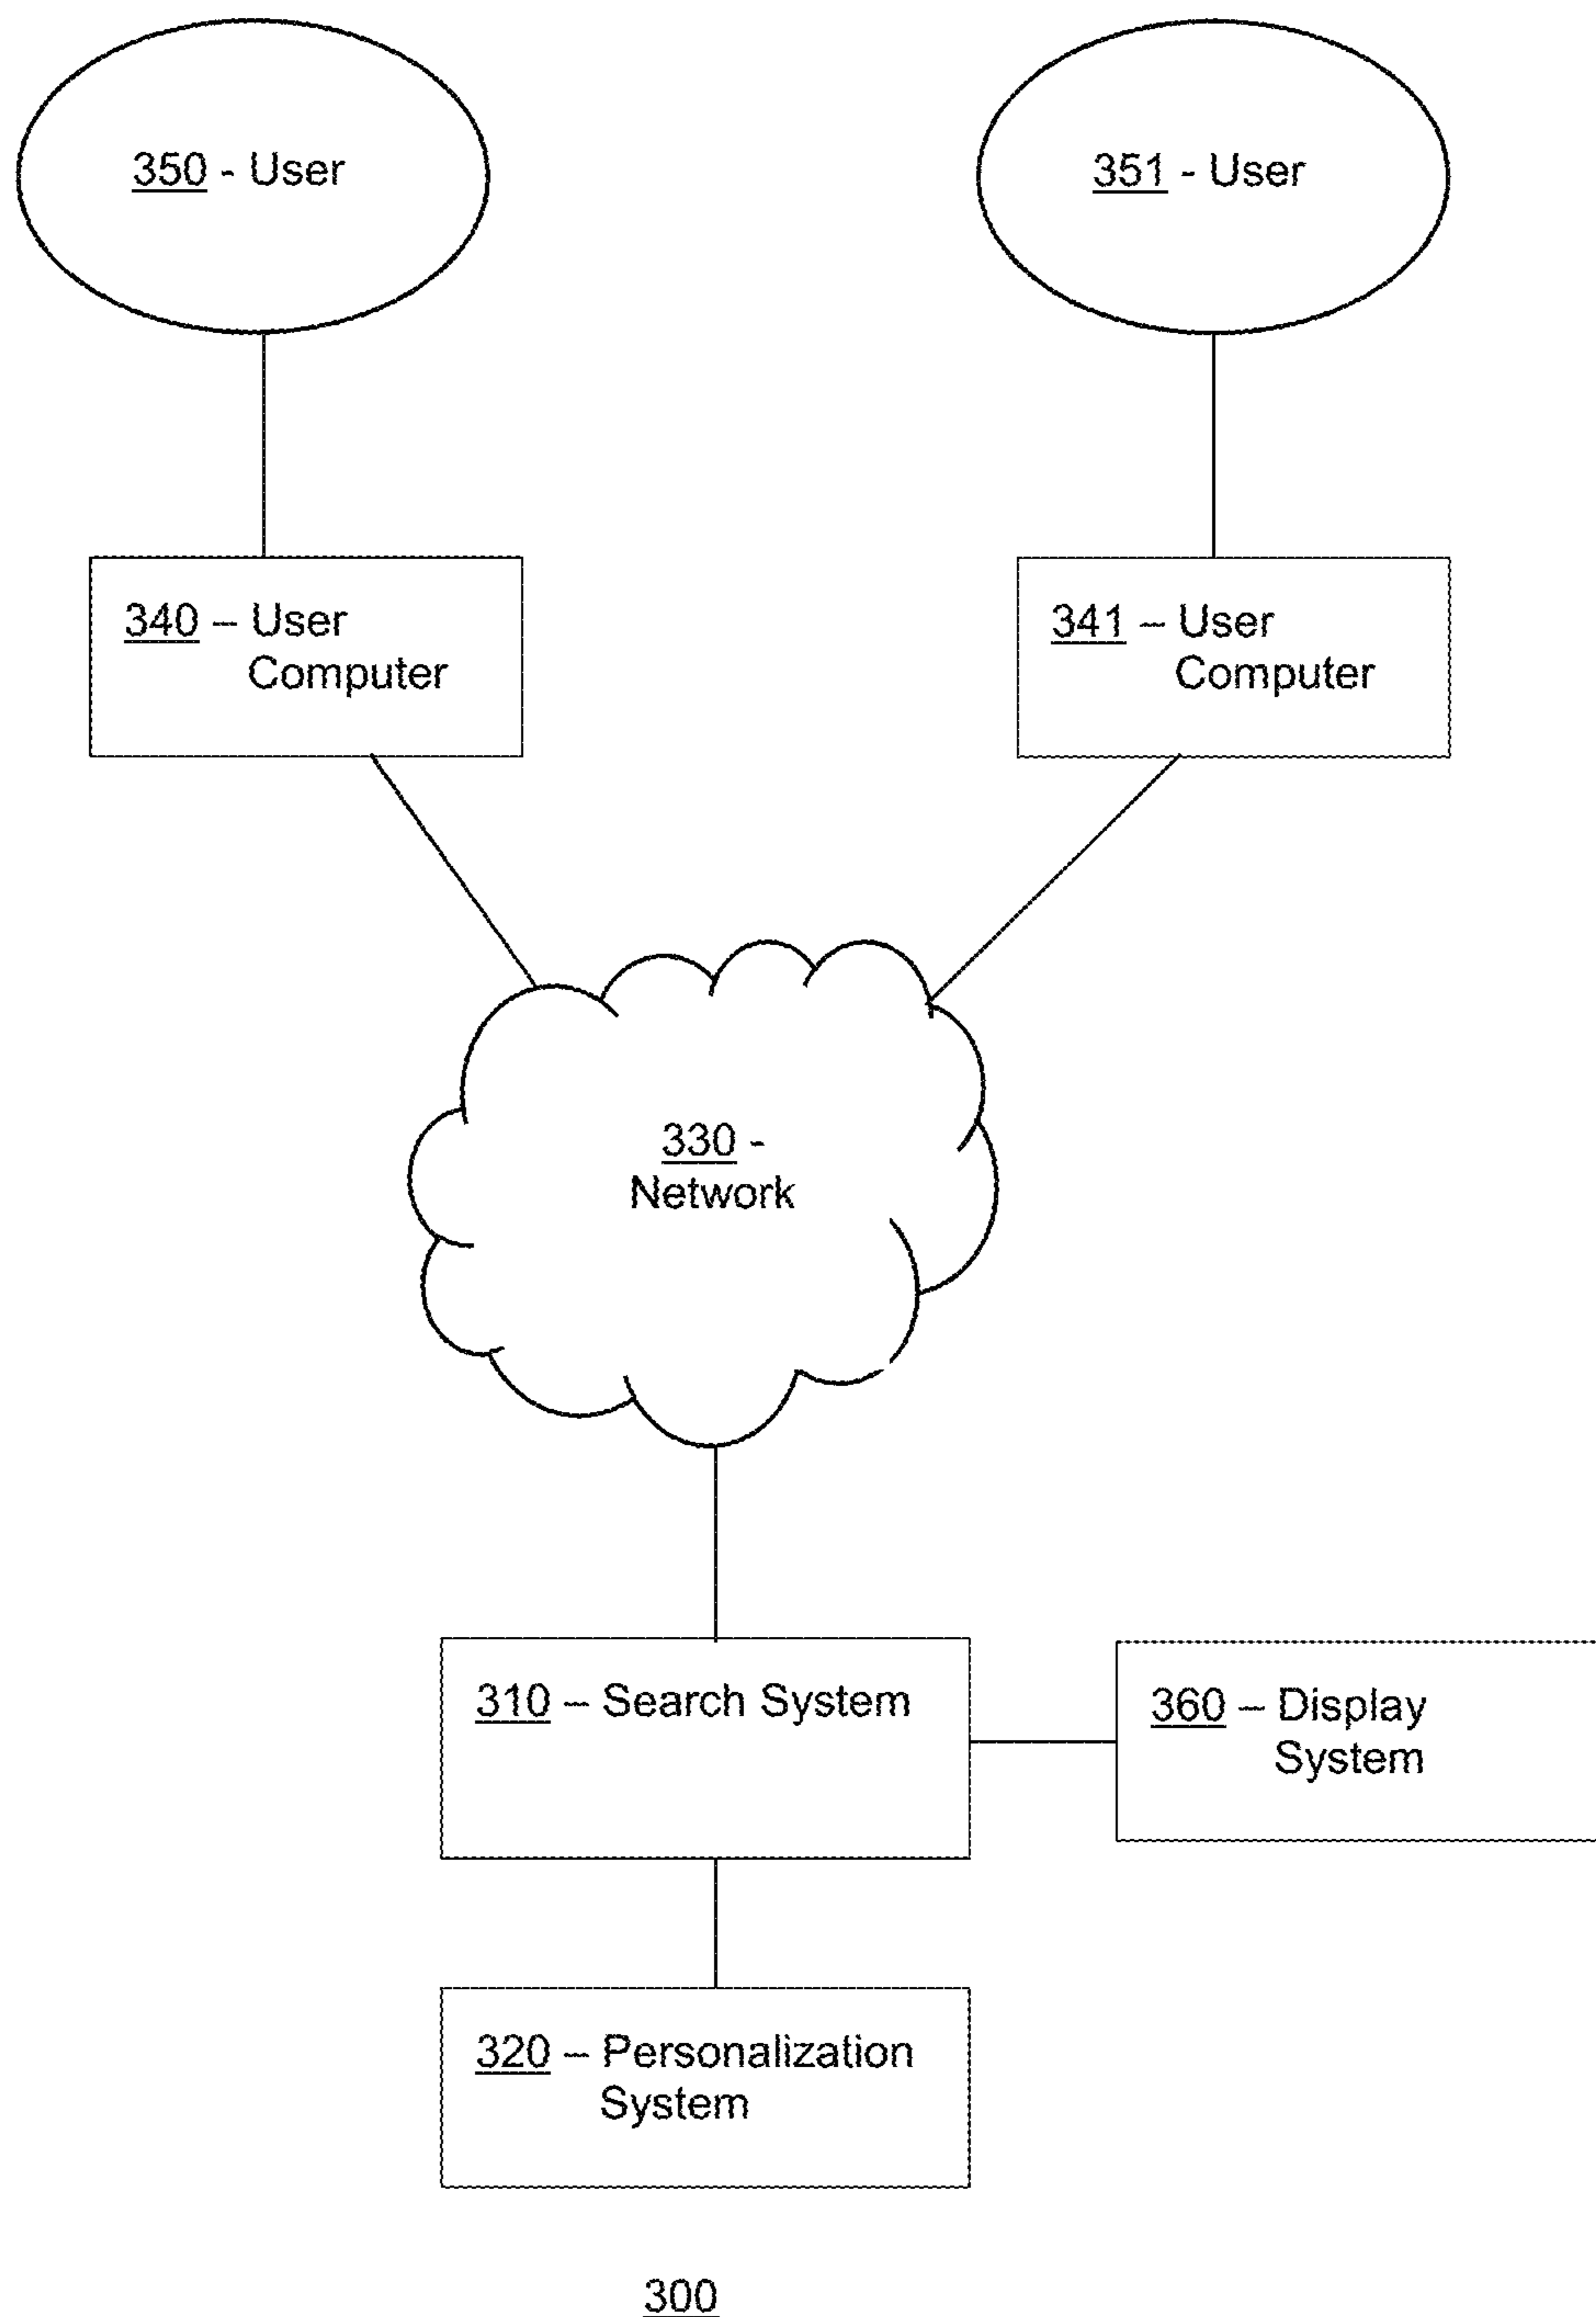 350 - User
351 - User
340 – User
Computer
341 – User
Computer
330 -
Network
310 – Search System
360 – Display
System
320 – Personalization
System
300